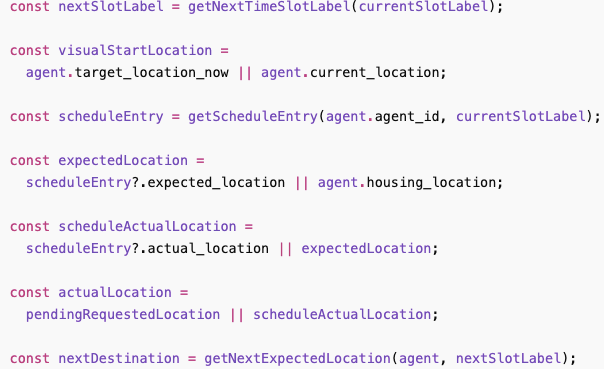 const nextSlotLabel = getNextTimeSlotLabel(currentSlotLabel);
const visualStartLocation =
agent.target_location_now || agent.current_location;
const scheduleEntry = getScheduleEntry(agent.agent_id, currentSlotLabel);
const expectedLocation =
scheduleEntry?.expected_location || agent.housing_location;
const scheduleActualLocation =
scheduleEntry?.actual_location || expectedLocation;
const actualLocation =
pendingRequestedLocation || scheduleActualLocation;
const nextDestination = getNextExpectedLocation(agent, nextSlotLabel);